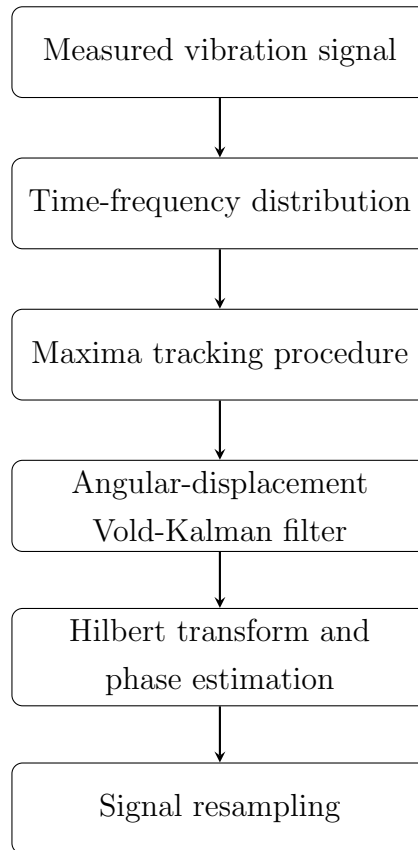 Measured vibration signal
Time-frequency distribution
Maxima tracking procedure
Angular-displacement
Vold-Kalman filter
Hilbert transform and
phase estimation
Signal resampling